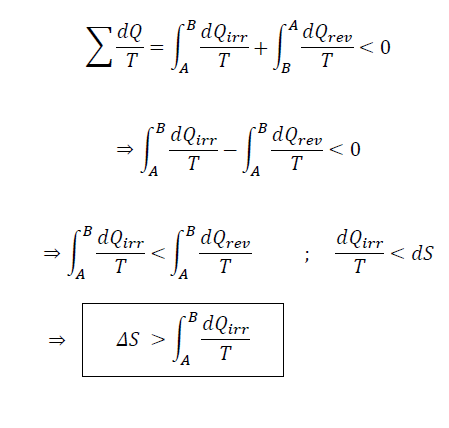 ∑ dQ/T = ∫_A^B dQ_irr/T + ∫_B^A dQ_rev/T < 0
⇒ ∫_A^B dQ_irr/T − ∫_A^B dQ_rev/T < 0
⇒ ∫_A^B dQ_irr/T < ∫_A^B dQ_rev/T ; dQ_irr/T < dS
⇒ ΔS > ∫_A^B dQ_irr/T